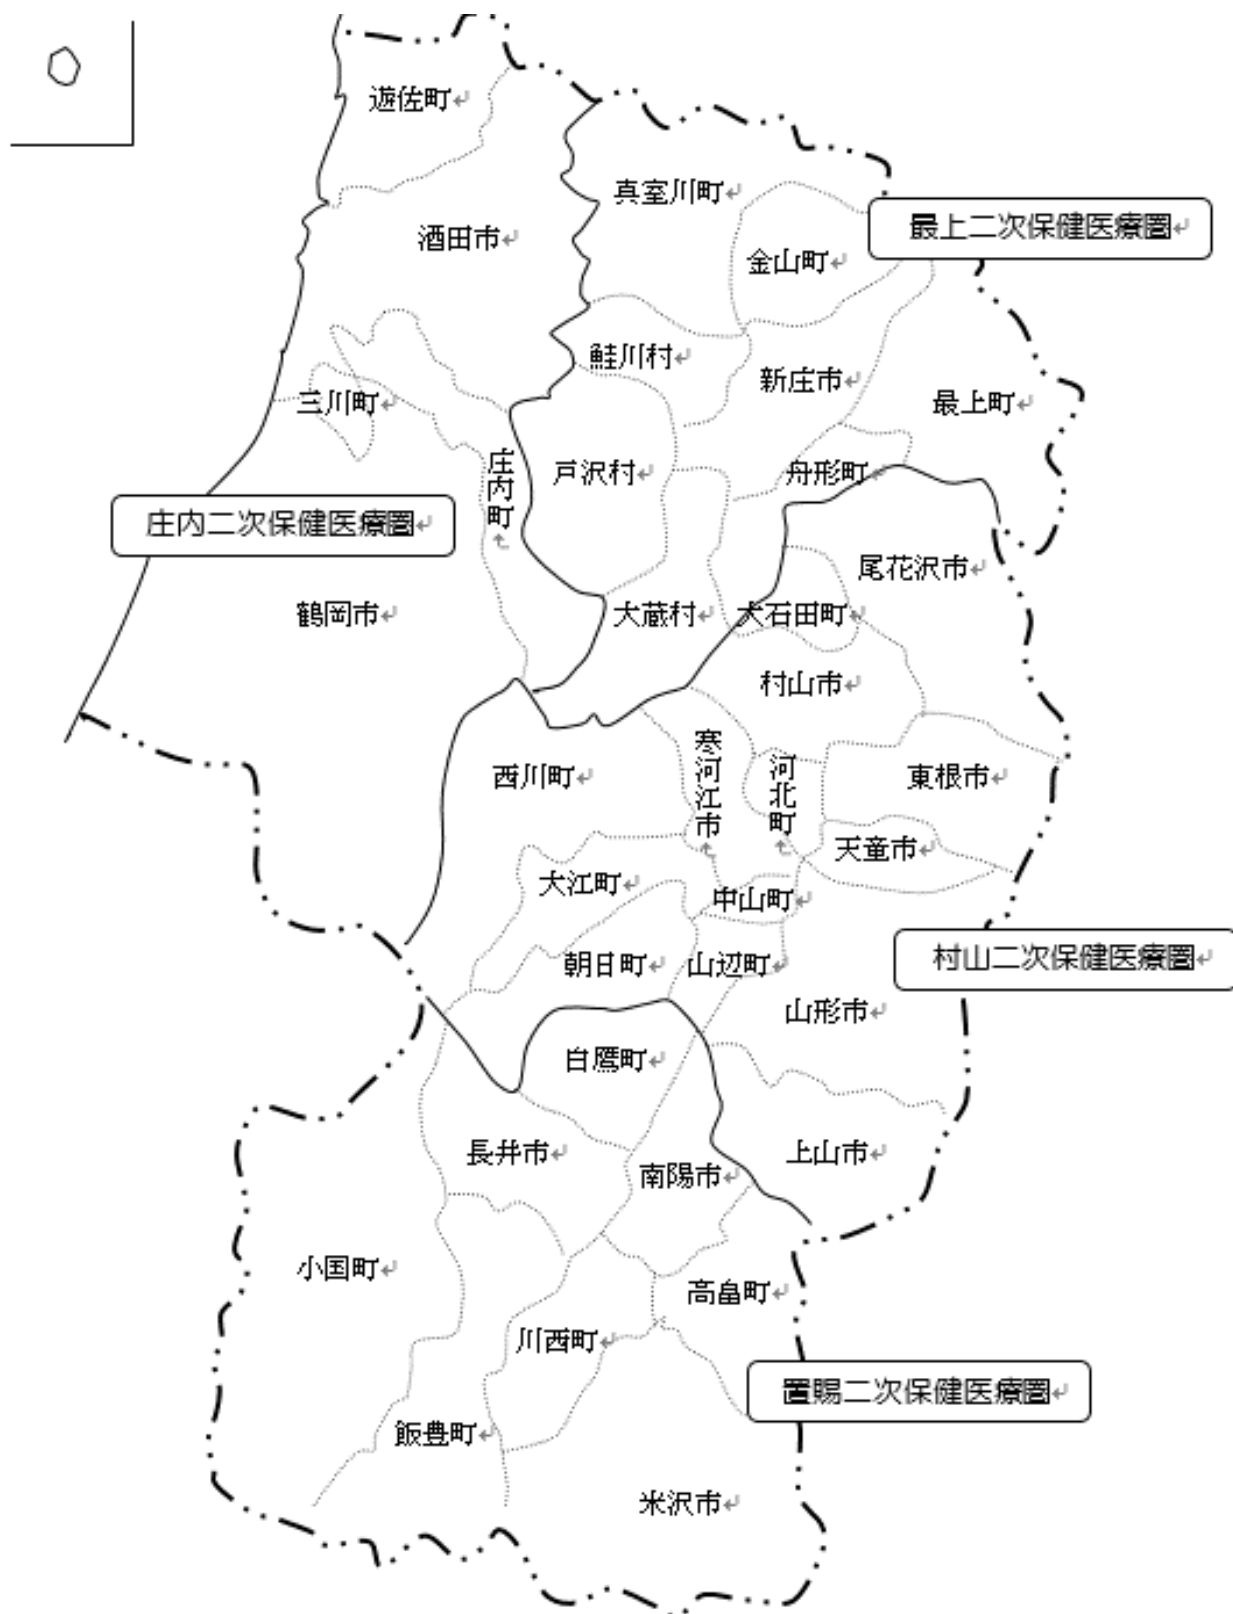 遊佐町↵
真室川町↵
最上二次保健医療圏↵
酒田市↵
金山町↵
鮭川村↵
新庄市↵
三川町↵
最上町↵
庄内町↵
戸沢村↵
舟形町↵
庄内二次保健医療圏↵
尾花沢市↵
鶴岡市↵
大蔵村↵
大石田町↵
村山市↵
西川町↵
寒河江市↵
河北町↵
東根市↵
天童市↵
大江町↵
中山町↵
朝日町↵
山辺町↵
村山二次保健医療圏↵
山形市↵
白鷹町↵
長井市↵
南陽市↵
上山市↵
小国町↵
高畠町↵
川西町↵
置賜二次保健医療圏↵
飯豊町↵
米沢市↵